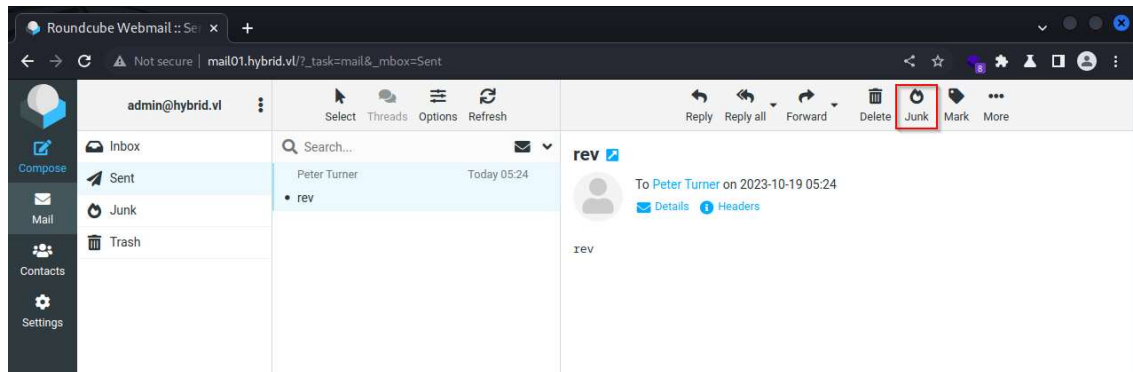 Roundcube Webmail :: Se
Not secure | mail01.hybrid.vl/?_task=mail&_mbox=Sent
8
admin@hybrid.vl
Select Threads Options Refresh
Reply Reply all Forward Delete Junk Mark More
Compose
Mail
Contacts
Settings
Inbox
Sent
Junk
Trash
Search...
Peter Turner Today 05:24
rev
rev
To Peter Turner on 2023-10-19 05:24
Details Headers
rev